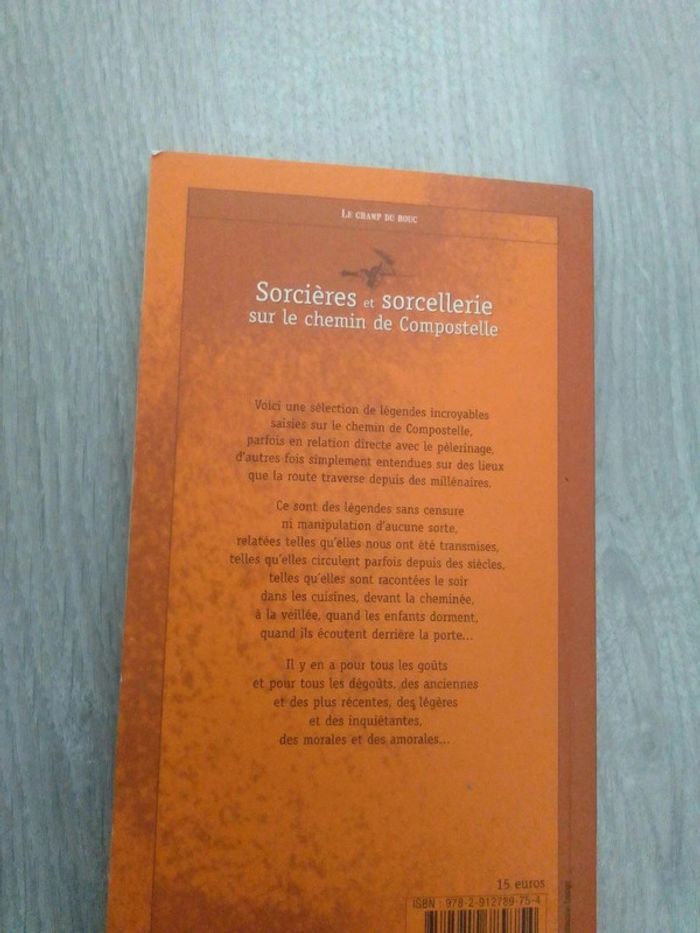 LE CHAMP DU BOUC
Sorcières et sorcellerie
sur le chemin de Compostelle
Voici une sélection de légendes incroyables
saisies sur le chemin de Compostelle,
parfois en relation directe avec le pèlerinage,
d'autres fois simplement entendues sur des lieux
que la route traverse depuis des millénaires.
Ce sont des légendes sans censure
ni manipulation d'aucune sorte,
relatées telles qu'elles nous ont été transmises,
telles qu'elles circulent parfois depuis des siècles,
telles qu'elles sont racontées le soir
dans les cuisines, devant la cheminée,
à la veillée, quand les enfants dorment,
quand ils écoutent derrière la porte...
Il y en a pour tous les goûts
et pour tous les dégoûts, des anciennes
et des plus récentes, des légères
et des inquiétantes,
des morales et des amorales...
15 euros
ISBN : 978-2-912789-75-4